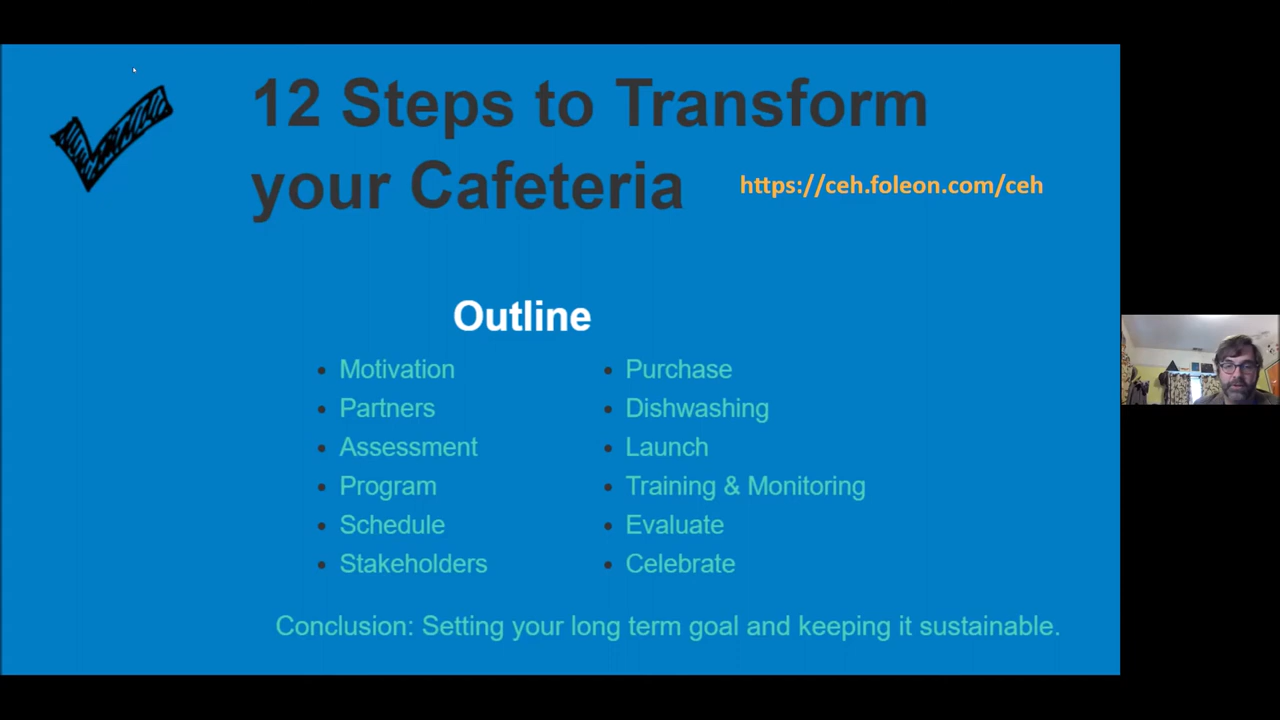 12 Steps to Transform
your Cafeteria
https://ceh.foleon.com/ceh
Outline
• Motivation
• Partners
• Assessment
• Program
• Schedule
• Stakeholders
• Purchase
• Dishwashing
• Launch
• Training & Monitoring
• Evaluate
• Celebrate
Conclusion: Setting your long term goal and keeping it sustainable.